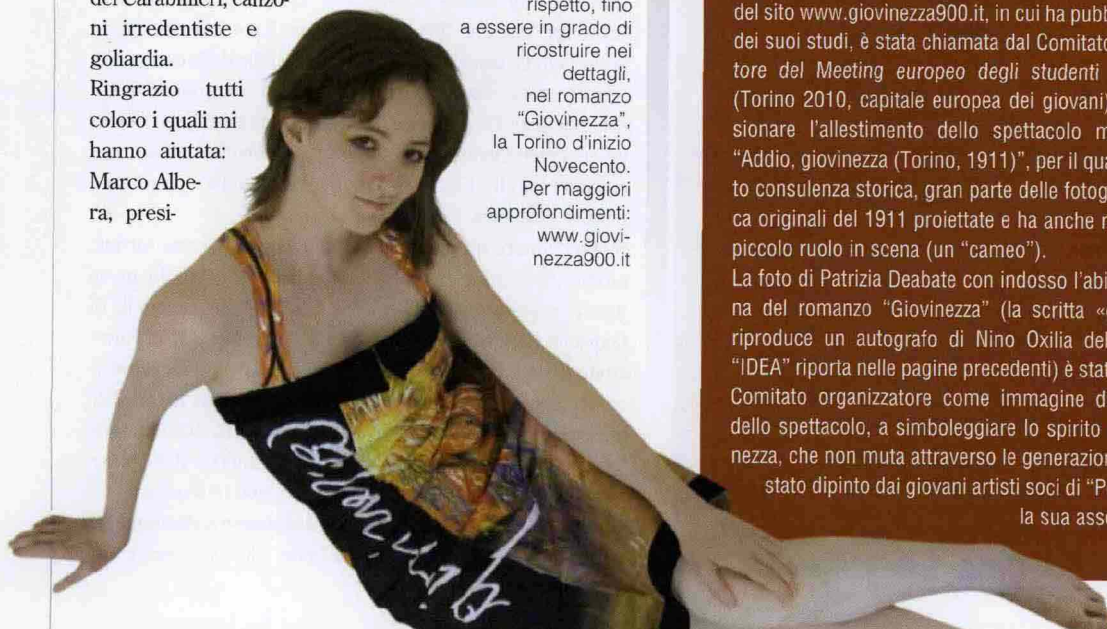 dei Carabinieri, canzo-
ni irredentiste e
goliardia.
Ringrazio tutti
coloro i quali mi
hanno aiutata:
Marco Albe-
ra, presi-
rispetto, fino
a essere in grado di
ricostruire nei
dettagli,
nel romanzo
"Giovinezza",
la Torino d'inizio
Novecento.
Per maggiori
approfondimenti:
www.giovi-
nezza900.it
del sito www.giovinezza900.it, in cui ha pubb
dei suoi studi, è stata chiamata dal Comitato
tore del Meeting europeo degli studenti
(Torino 2010, capitale europea dei giovani)
sionare l'allestimento dello spettacolo m
"Addio, giovinezza (Torino, 1911)", per il qua
to consulenza storica, gran parte delle fotog
ca originali del 1911 proiettate e ha anche r
piccolo ruolo in scena (un "cameo").
La foto di Patrizia Deabate con indosso l'abi
na del romanzo "Giovinezza" (la scritta «
riproduce un autografo di Nino Oxilia del
"IDEA" riporta nelle pagine precedenti) è stat
Comitato organizzatore come immagine d
dello spettacolo, a simboleggiare lo spirito
nezza, che non muta attraverso le generazion
stato dipinto dai giovani artisti soci di "P
la sua asso